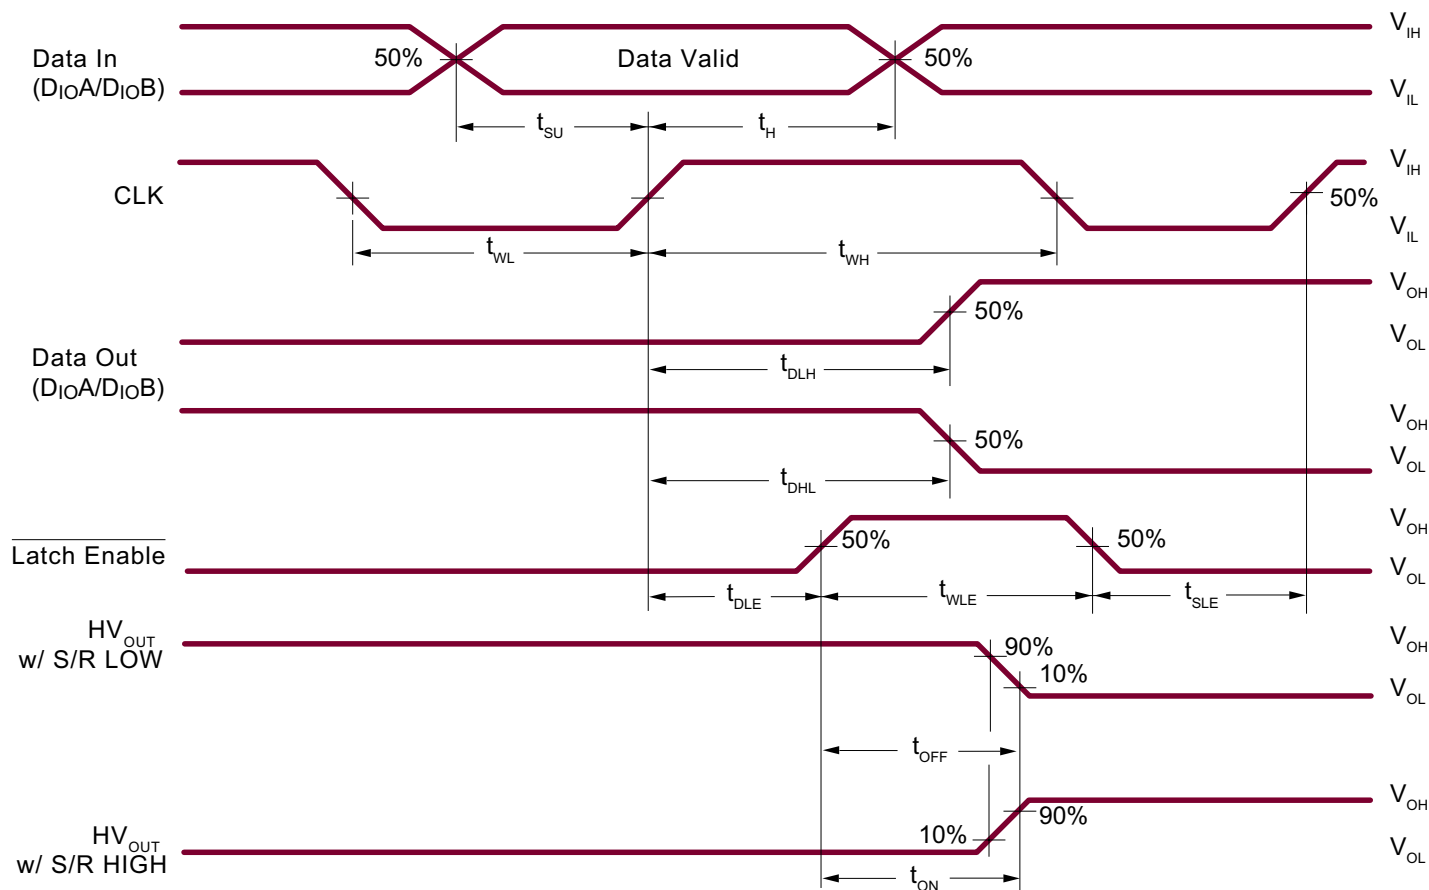 Data In
(DIOA/DIOB)
50%
Data Valid
50%
VIH
VIL
tSU
tH
CLK
VIH
50%
VIL
tWL
tWH
Data Out
(DIOA/DIOB)
VOH
50%
VOL
tDLH
VOH
50%
VOL
tDHL
Latch Enable
50%
50%
VOH
VOL
tDLE
tWLE
tSLE
HVOUT
w/ S/R LOW
90%
10%
VOH
VOL
tOFF
HVOUT
w/ S/R HIGH
10%
90%
VOH
VOL
tON